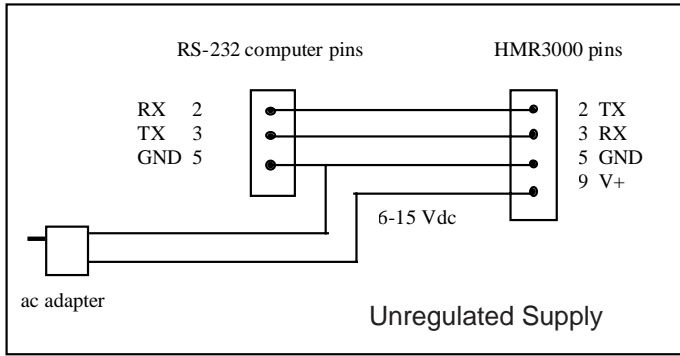 RS-232 computer pins HMR3000 pins
RX 2 2 TX
TX 3 3 RX
GND 5 5 GND
9 V+
6-15 Vdc
ac adapter
Unregulated Supply